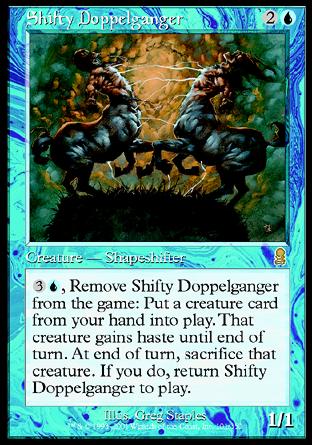 Shifty Doppelganger 2
Creature — Shapeshifter
3 , Remove Shifty Doppelganger
from the game: Put a creature card
from your hand into play. That
creature gains haste until end of
turn. At end of turn, sacrifice that
creature. If you do, return Shifty
Doppelganger to play.
Illus. Greg Staples
1/1